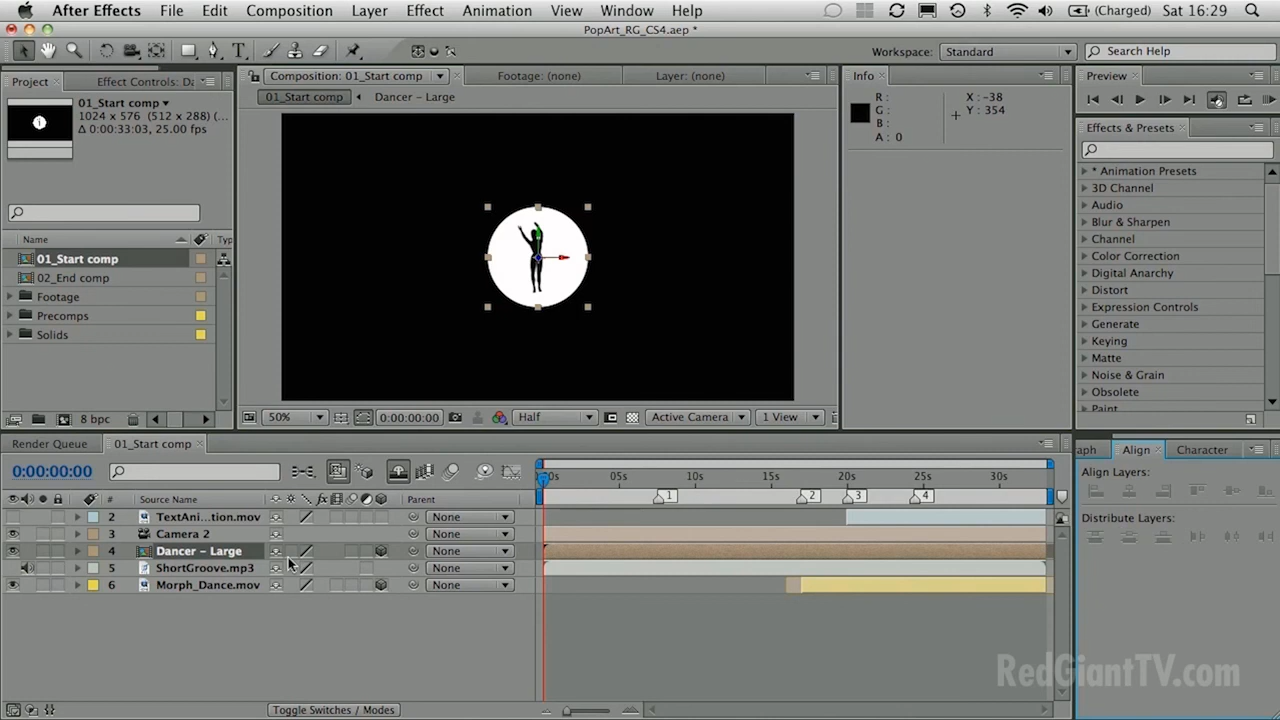 After Effects File Edit Composition Layer Effect Animation View Window Help (Charged) Sat 16:29
PopArt_RG_CS4.aep *
Workspace: Standard Search Help
Project Effect Controls: Da
Composition: 01_Start comp Footage: (none) Layer: (none)
Info
Preview
01_Start comp Dancer – Large
01_Start comp
1024 x 576 (512 x 288) (...
Δ 0:00:33:03, 25.00 fps
R:
G:
B:
A: 0
X: -38
Y: 354
Effects & Presets
* Animation Presets
3D Channel
Audio
Blur & Sharpen
Channel
Color Correction
Digital Anarchy
Distort
Expression Controls
Generate
Keying
Matte
Noise & Grain
Obsolete
Paint
Name Typ
01_Start comp
02_End comp
Footage
Precomps
Solids
8 bpc
50% 0:00:00:00 Half Active Camera 1 View
Render Queue 01_Start comp
aph Align Character
0:00:00:00
Align Layers:
Distribute Layers:
00s 05s 10s 15s 20s 25s 30s
1 2 3 4
# Source Name Parent
2 TextAni...tion.mov None
3 Camera 2 None
4 Dancer – Large None
5 ShortGroove.mp3 None
6 Morph_Dance.mov None
Toggle Switches / Modes
RedGiantTV.com